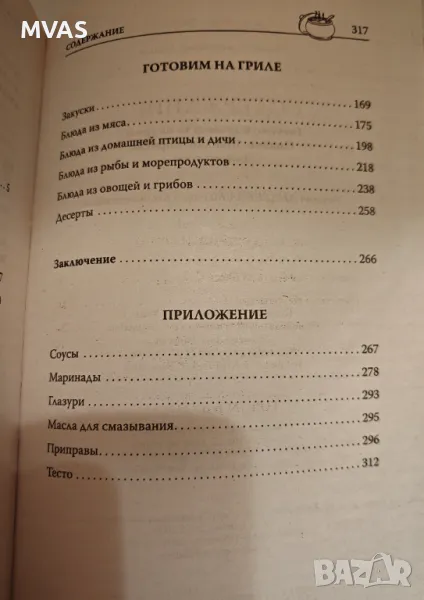 MVAS
СОДЕРЖАНИЕ 317
ГОТОВИМ НА ГРИЛЕ
Закуски 169
Блюда из мяса 175
Блюда из домашней птицы и дичи 198
Блюда из рыбы и морепродуктов 218
Блюда из овощей и грибов 238
Десерты 258
Заключение 266
ПРИЛОЖЕНИЕ
Соусы 267
Маринады 278
Глазури 293
Масла для смазывания 295
Приправы 296
Тесто 312
BAZAR